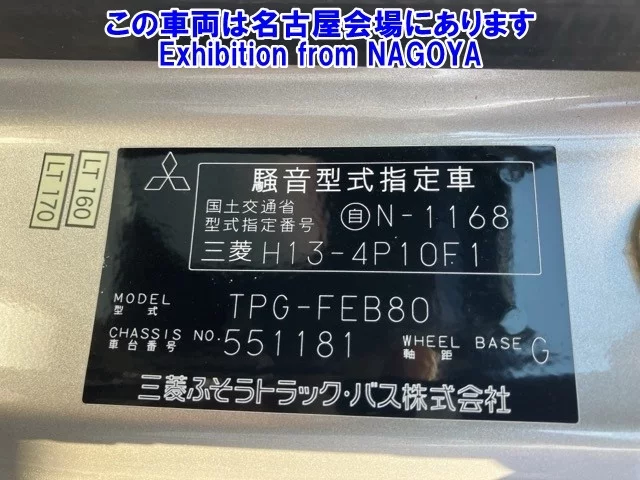 この車両は名古屋会場にあります
Exhibition from NAGOYA
LT 160
LT 170
騒音型式指定車
国土交通省
型式指定番号 自 N-1168
三菱 H13-4P10F1
MODEL TPG-FEB80
型式
CHASSIS NO. 551181 WHEEL BASE G
車台番号 軸距
三菱ふそうトラック・バス株式会社